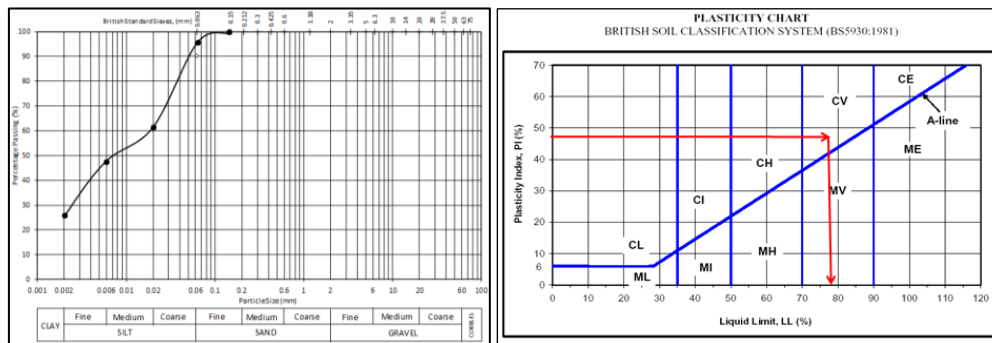 British Standard Sieves, (mm)
0.063
0.15
0.212
0.3
0.425
0.6
1.18
2
3.35
5
6.3
10
14
20
28
37.5
50
63
75
Percentage Passing (%)
100
90
80
70
60
50
40
30
20
10
0
0.001 0.002 0.006 0.01 0.02 0.06 0.1 0.2 0.6 1 2 6 10 20 60 100
Particle Size (mm)
CLAY
Fine Medium Coarse Fine Medium Coarse Fine Medium Coarse
SILT SAND GRAVEL
COBBLES
PLASTICITY CHART
BRITISH SOIL CLASSIFICATION SYSTEM (BS5930:1981)
Plasticity Index, PI (%)
70
60
50
40
30
20
10
6
0
CE
CV
A-line
ME
CH
MV
CI
CL
MH
MI
ML
0 10 20 30 40 50 60 70 80 90 100 110 120
Liquid Limit, LL (%)